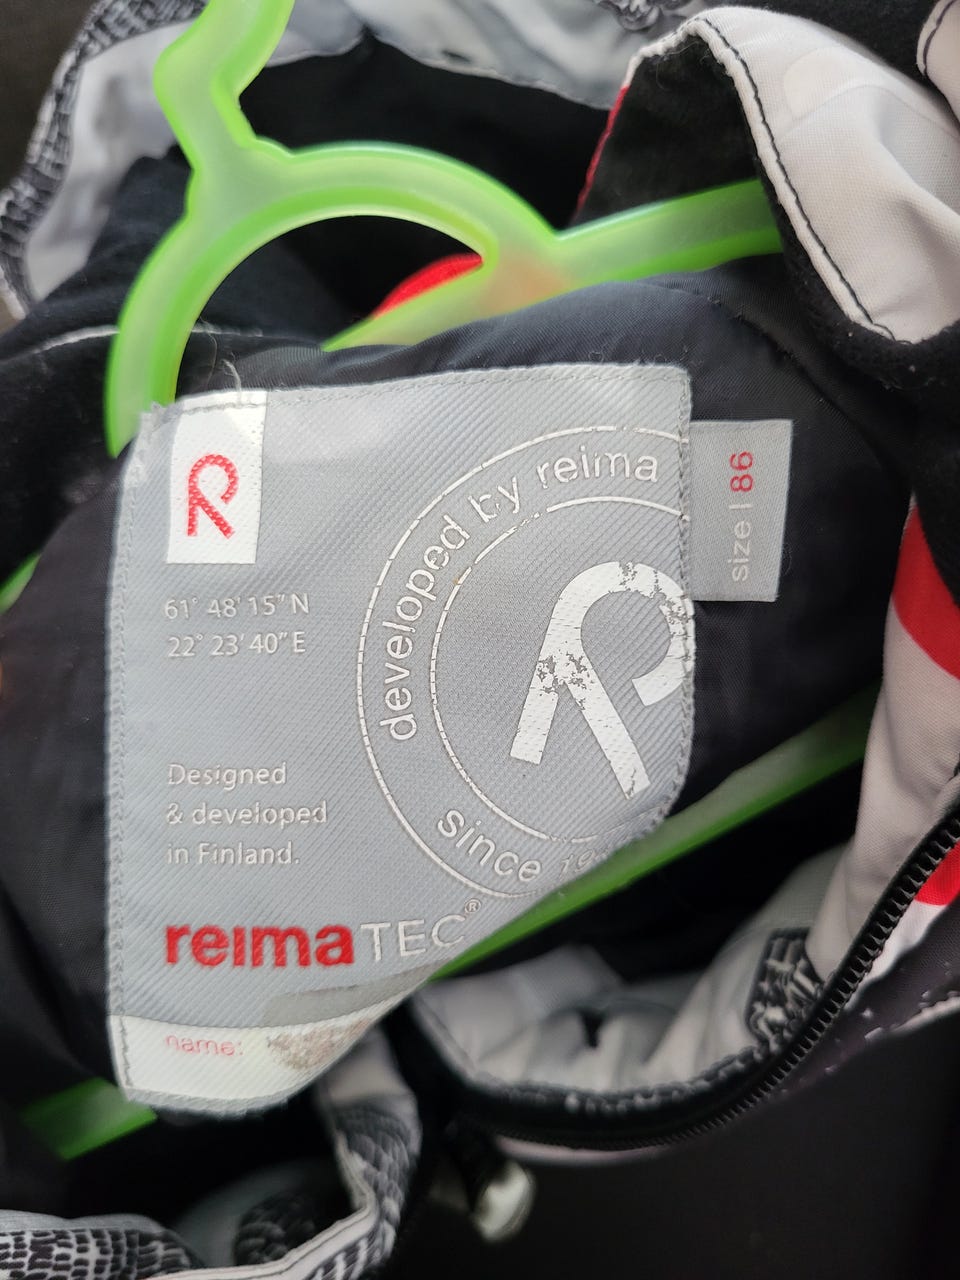 R
61° 48' 15" N
22° 23' 40" E
developed by reima
R
since
Designed
& developed
in Finland.
reimaTEC®
name:
size | 86